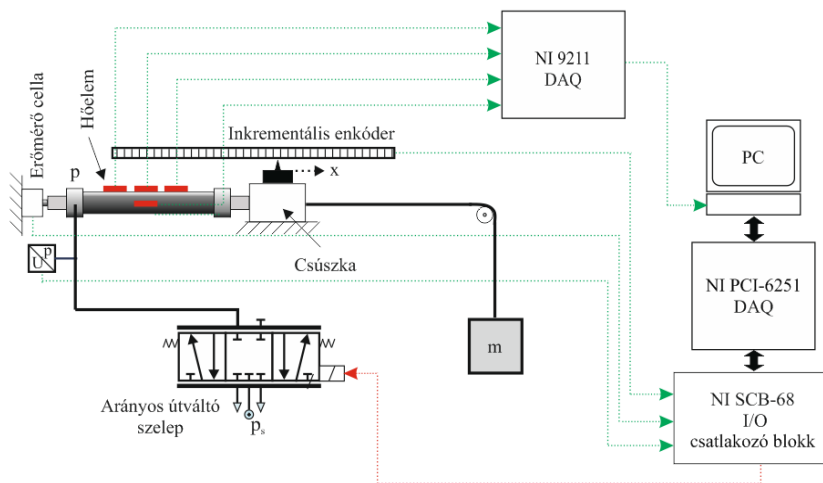 NI 9211
DAQ
Erömérő cella
Hőelem
Inkrementális enkóder
PC
p
x
U
p
Csúszka
NI PCI-6251
DAQ
m
Arányos útváltó
szelep
ps
NI SCB-68
I/O
csatlakozó blokk